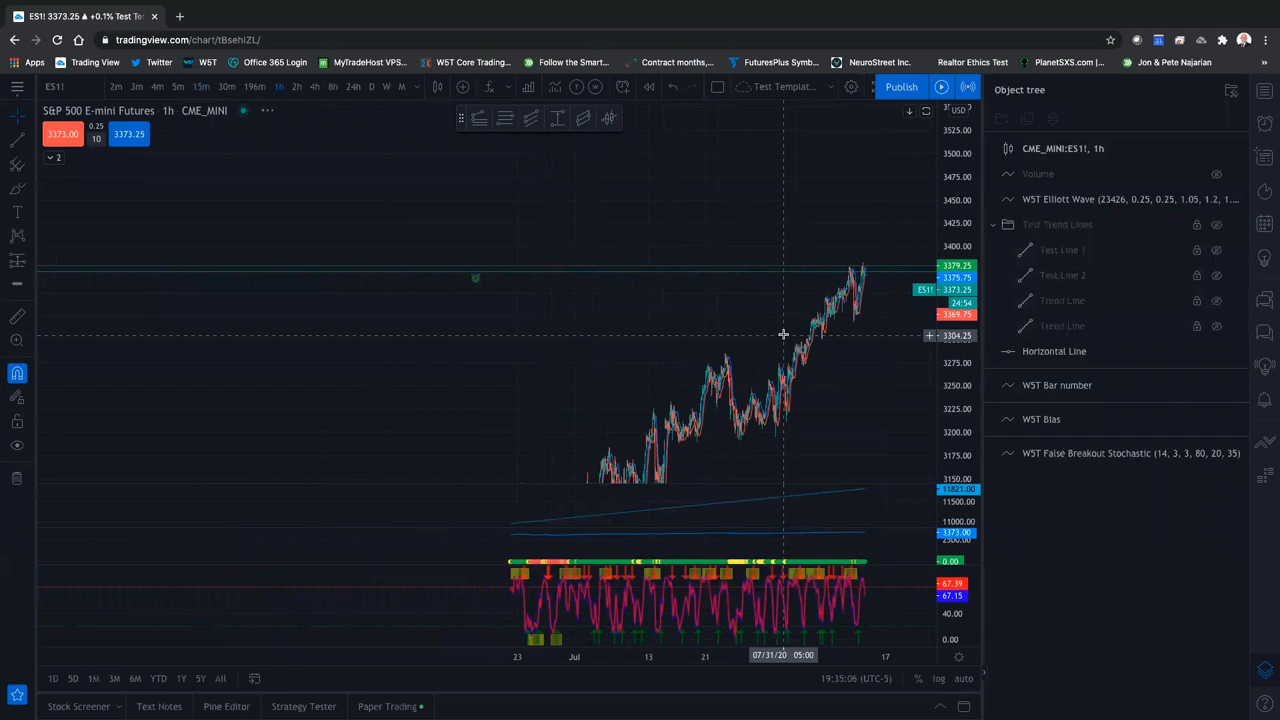 ES1! 3373.25 ▲ +0.1% Test Te
tradingview.com/chart/tBsehIZL/
Apps Trading View Twitter W5T Office 365 Login MyTradeHost VPS... W5T Core Trading... Follow the Smart... Contract months,... FuturesPlus Symb... NeuroStreet Inc. Realtor Ethics Test PlanetSXS.com Jon & Pete Najarian
ES1! 2m 3m 4m 5m 15m 30m 196m 1h 2h 4h 8h 24h D W M Test Templat... Publish
S&P 500 E-mini Futures · 1h · CME_MINI
3373.00 0.25 10 3373.25
2
USD
3525.00
3500.00
3475.00
3450.00
3425.00
3400.00
3379.25
3375.75
ES1! 3373.25
24:54
3369.75
3304.25
3275.00
3250.00
3225.00
3200.00
3175.00
3150.00
11821.00
11500.00
11000.00
3373.00
0.00
67.39
67.15
40.00
0.00
23 Jul 13 21 07/31/20 05:00 17
1D 5D 1M 3M 6M YTD 1Y 5Y All 19:35:06 (UTC-5) % log auto
Stock Screener Text Notes Pine Editor Strategy Tester Paper Trading
Object tree
CME_MINI:ES1!, 1h
Volume
W5T Elliott Wave (23426, 0.25, 0.25, 1.05, 1.2, 1....
Test Trend Lines
Test Line 1
Test Line 2
Trend Line
Trend Line
Horizontal Line
W5T Bar number
W5T Bias
W5T False Breakout Stochastic (14, 3, 3, 80, 20, 35)